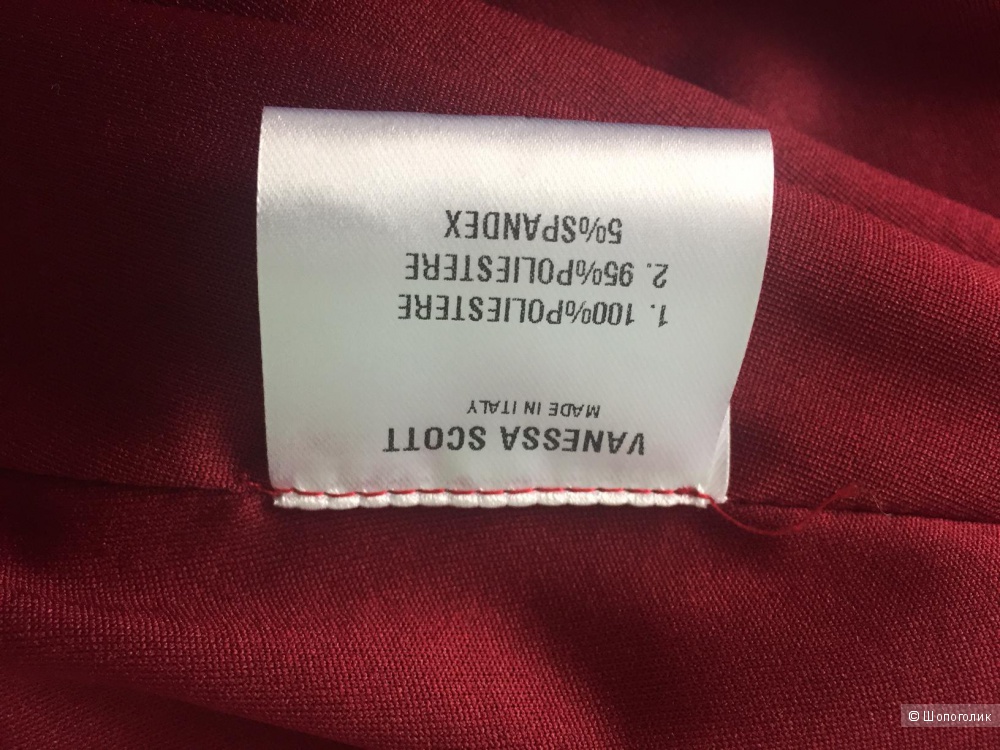 VANESSA SCOTT
MADE IN ITALY
1. 100%POLIESTERE
2. 95%POLIESTERE
5%SPANDEX
© Шопоголик